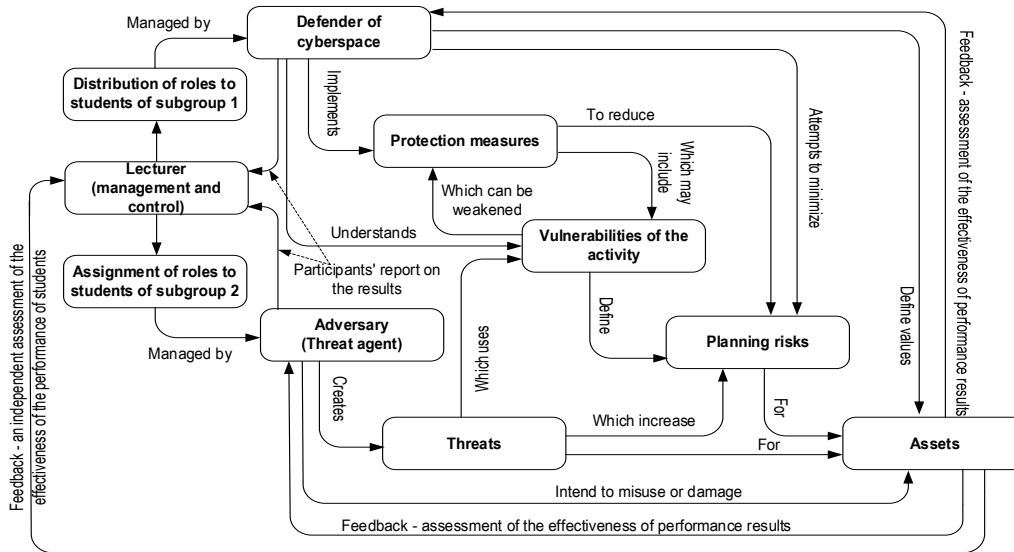 Managed by
Defender of
cyberspace
Distribution of roles to
students of subgroup 1
Implements
Protection measures
To reduce
Which may
include
Attempts to minimize
Feedback - assessment of the effectiveness of performance results
Lecturer
(management and
control)
Which can be
weakened
Understands
Vulnerabilities of the
activity
Assignment of roles to
students of subgroup 2
Participants' report on
the results
Define
Define values
Managed by
Adversary
(Threat agent)
Which uses
Planning risks
Creates
Which increase
For
Threats
For
Assets
Intend to misuse or damage
Feedback - assessment of the effectiveness of performance results
Feedback - an independent assessment of the
effectiveness of the performance of students